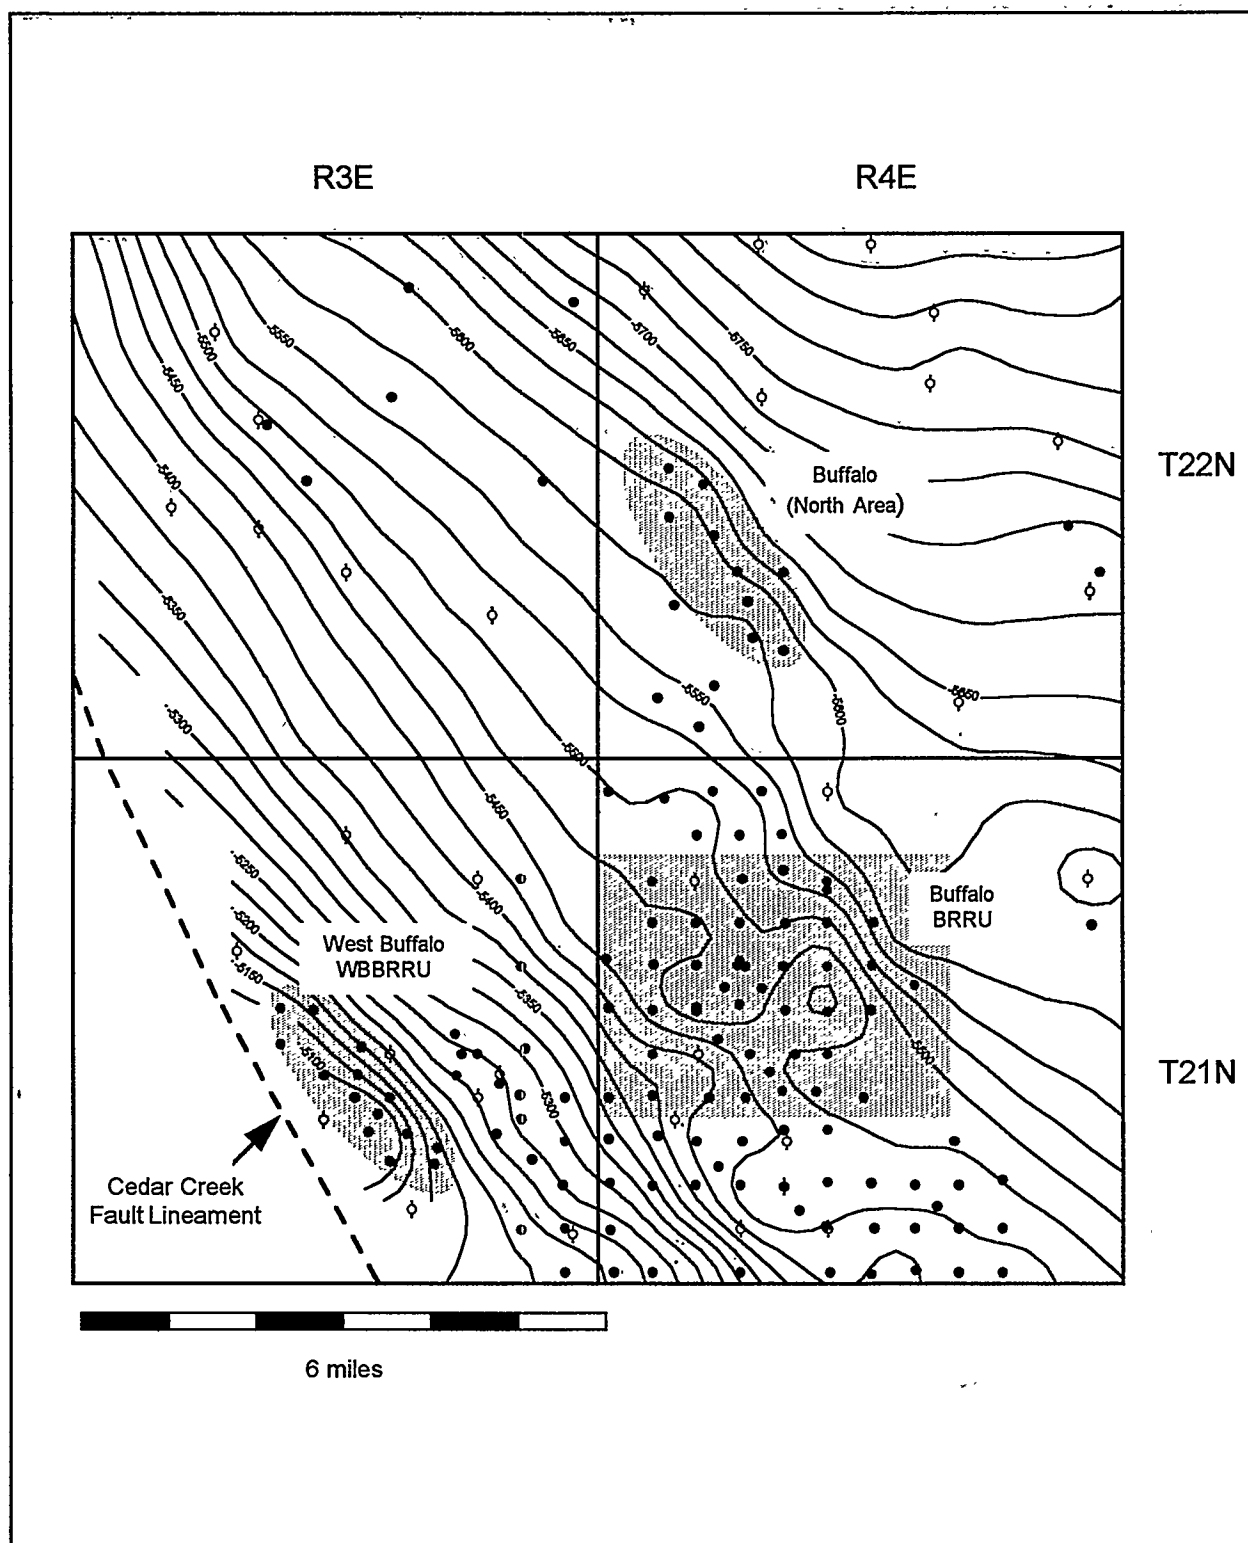 R3E
R4E
-5550
-5600
-5650
-5700
-5750
-5500
-5450
-5400
Buffalo
(North Area)
T22N
-5350
-5300
-5550
-5600
-5650
-5500
-5450
-5400
-5250
-5200
-5150
West Buffalo
WBBRRU
Buffalo
BRRU
-5350
-5300
-5100
-5500
T21N
Cedar Creek
Fault Lineament
6 miles